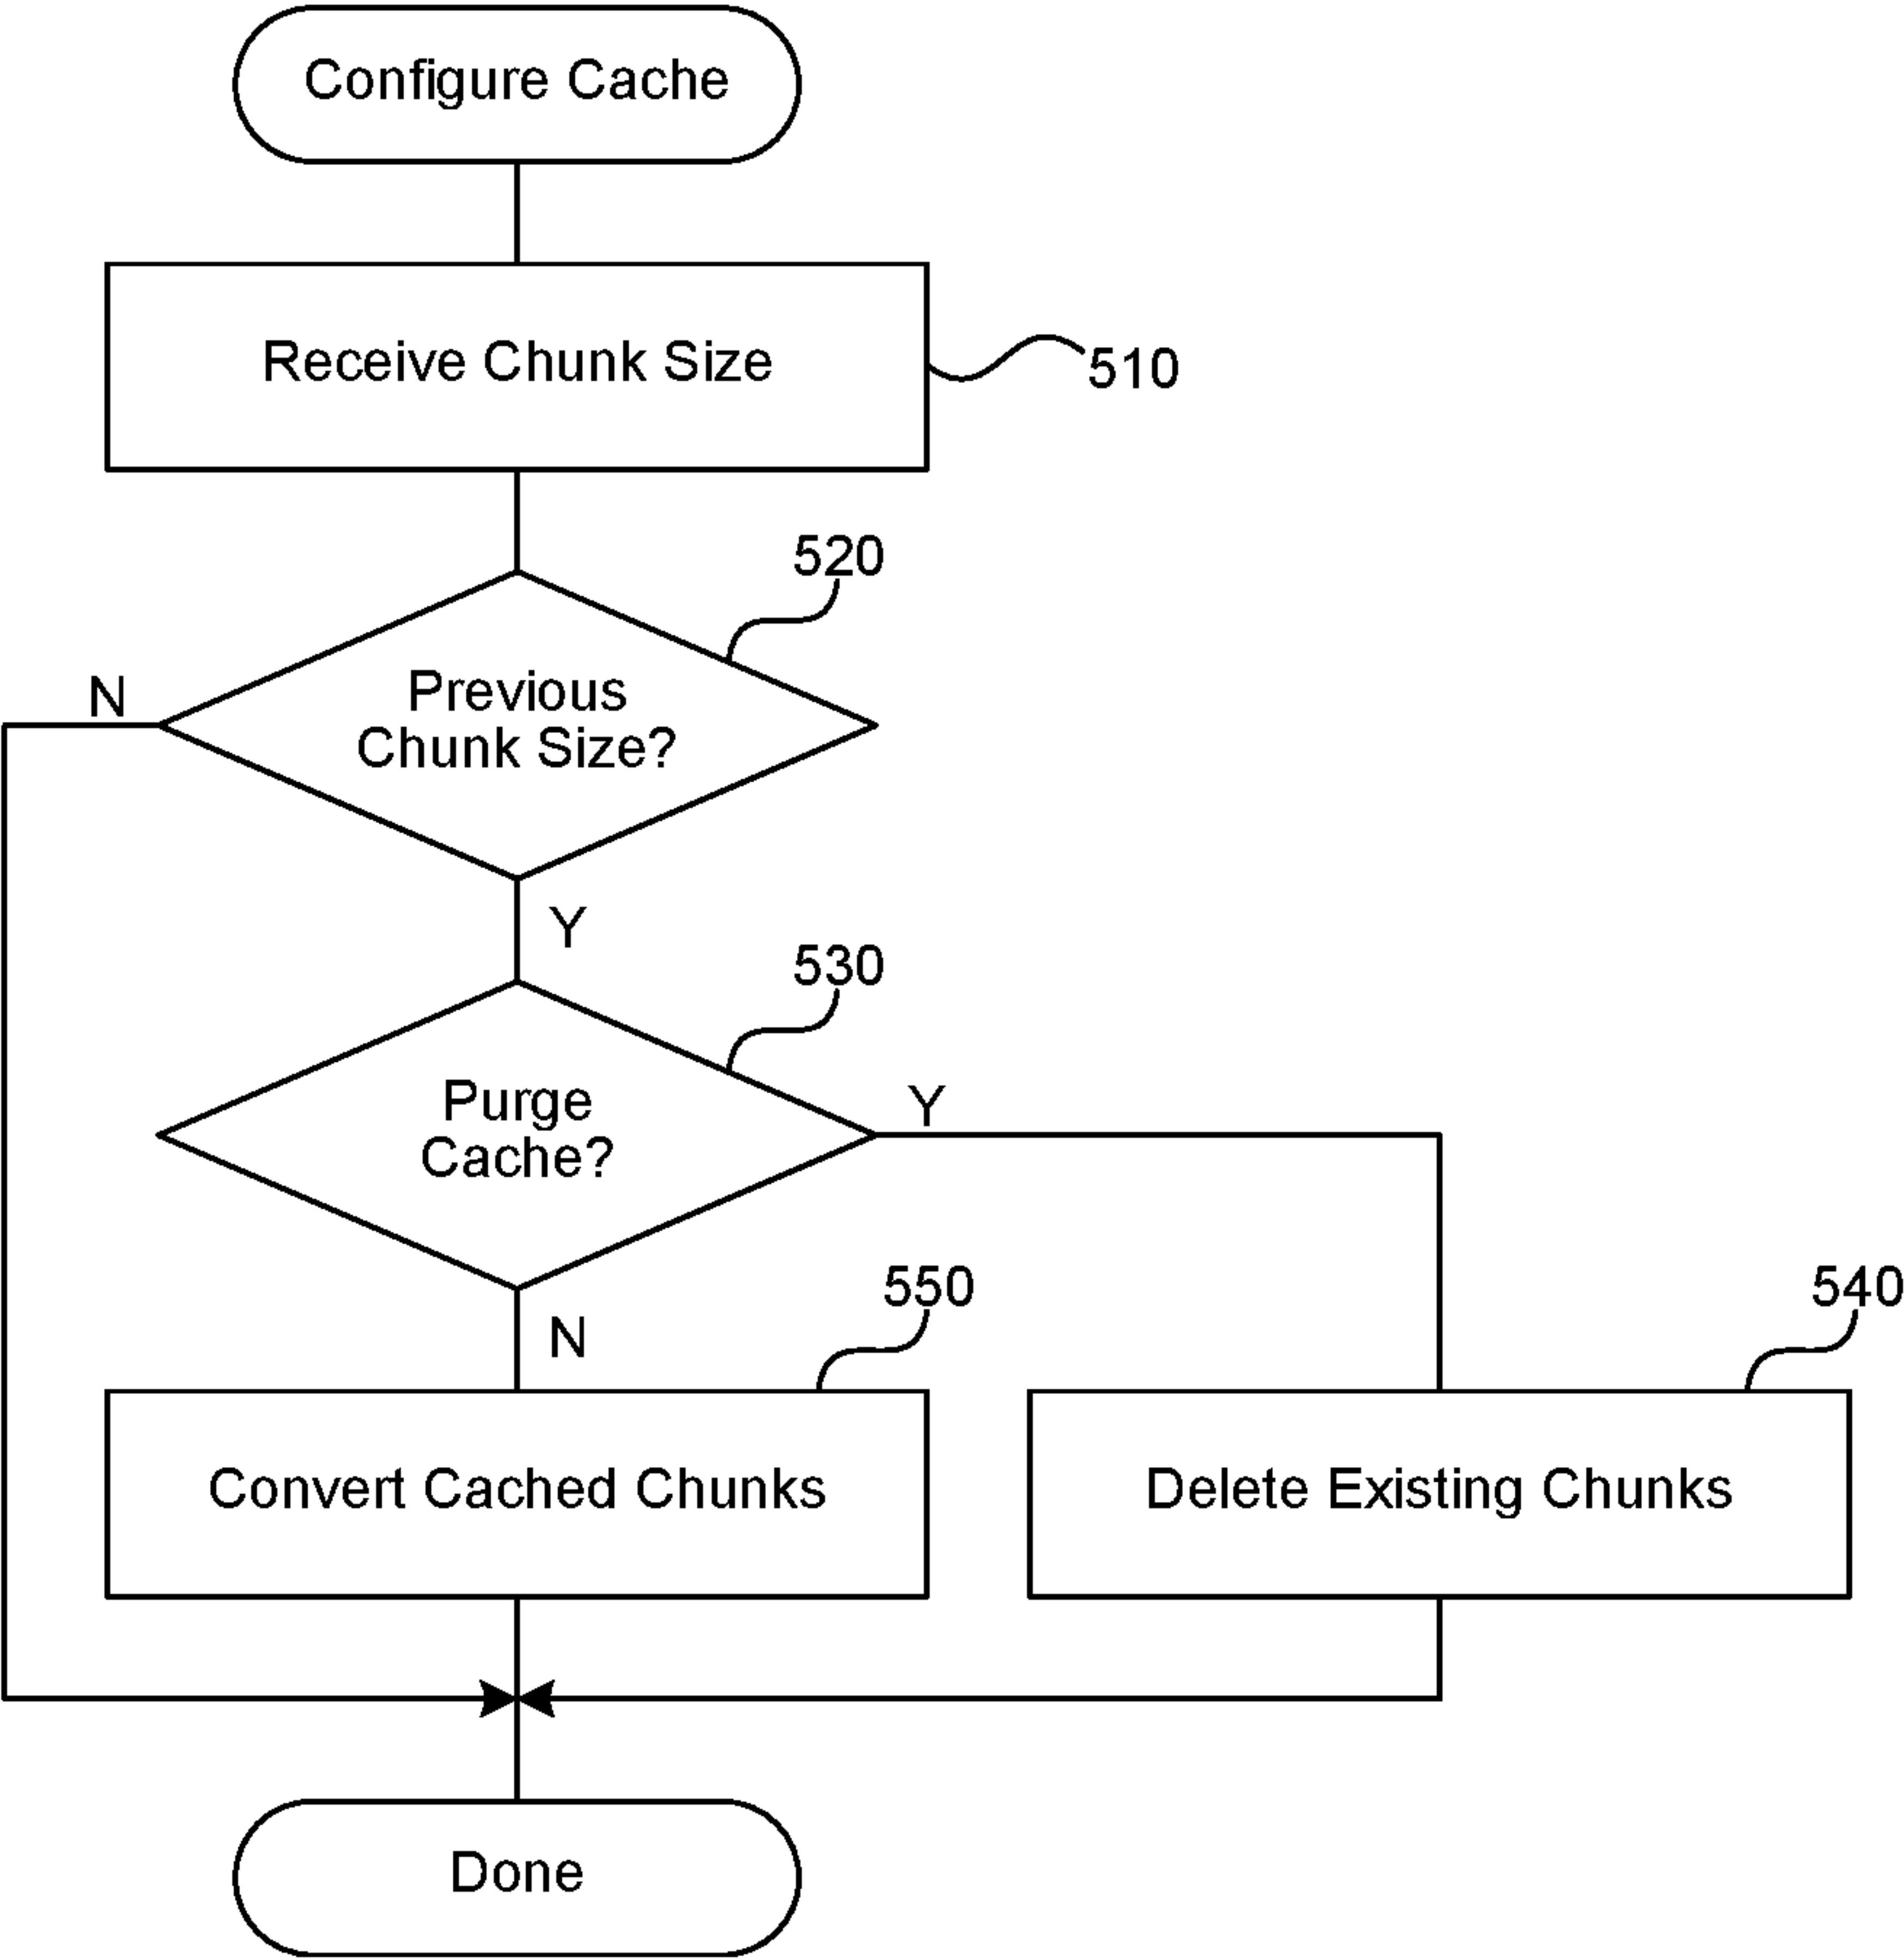 Configure Cache
Receive Chunk Size
510
520
Previous
Chunk Size?
N
Y
530
Purge
Cache?
Y
N
550
540
Convert Cached Chunks
Delete Existing Chunks
Done